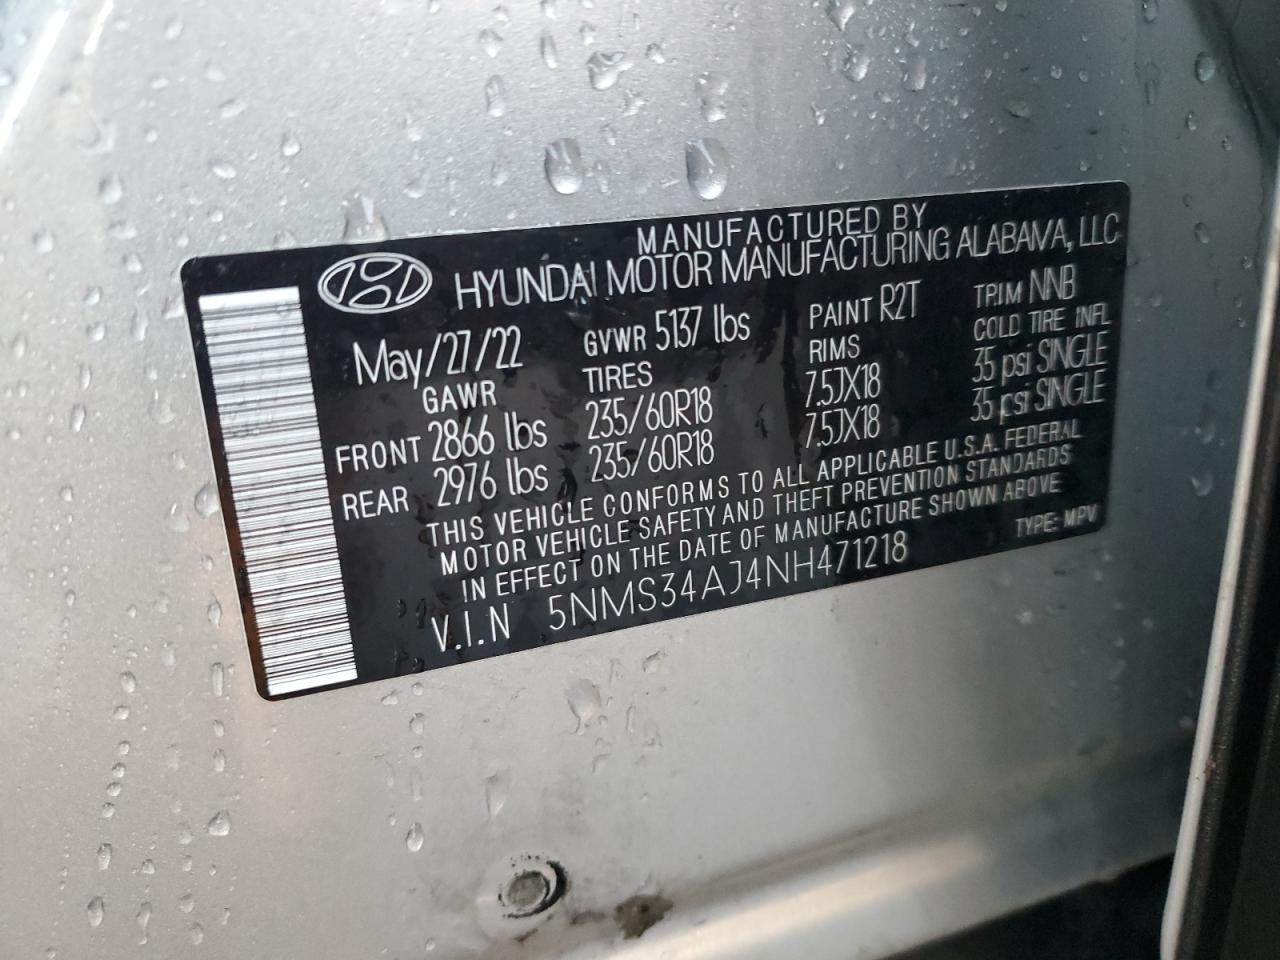 MANUFACTURED BY
HYUNDAI MOTOR MANUFACTURING ALABAMA, LLC
May/27/22 GVWR 5137 lbs PAINT R2T TRIM NNB
GAWR TIRES RIMS COLD TIRE INFL
FRONT 2866 lbs 235/60R18 7.5JX18 35 psi SINGLE
REAR 2976 lbs 235/60R18 7.5JX18 35 psi SINGLE
THIS VEHICLE CONFORMS TO ALL APPLICABLE U.S.A. FEDERAL
MOTOR VEHICLE SAFETY AND THEFT PREVENTION STANDARDS
IN EFFECT ON THE DATE OF MANUFACTURE SHOWN ABOVE
V.I.N 5NMS34AJ4NH471218 TYPE: MPV